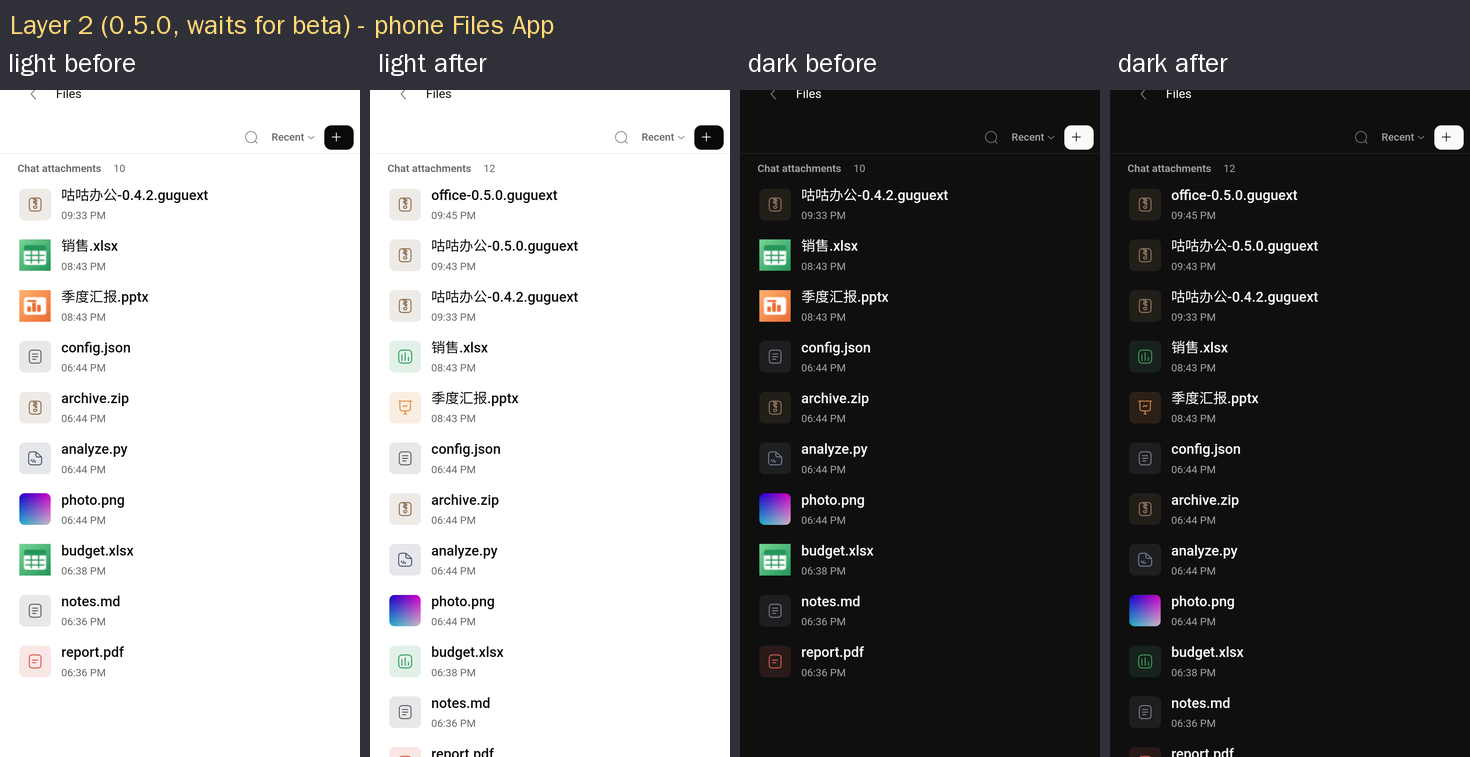 Layer 2 (0.5.0, waits for beta) - phone Files App
light before
Files
Recent
Chat attachments 10
咕咕办公-0.4.2.guguext
09:33 PM
销售.xlsx
08:43 PM
季度汇报.pptx
08:43 PM
config.json
06:44 PM
archive.zip
06:44 PM
analyze.py
06:44 PM
photo.png
06:44 PM
budget.xlsx
06:38 PM
notes.md
06:36 PM
report.pdf
06:36 PM
light after
Files
Recent
Chat attachments 12
office-0.5.0.guguext
09:45 PM
咕咕办公-0.5.0.guguext
09:43 PM
咕咕办公-0.4.2.guguext
09:33 PM
销售.xlsx
08:43 PM
季度汇报.pptx
08:43 PM
config.json
06:44 PM
archive.zip
06:44 PM
analyze.py
06:44 PM
photo.png
06:44 PM
budget.xlsx
06:38 PM
notes.md
06:36 PM
report.pdf
dark before
Files
Recent
Chat attachments 10
咕咕办公-0.4.2.guguext
09:33 PM
销售.xlsx
08:43 PM
季度汇报.pptx
08:43 PM
config.json
06:44 PM
archive.zip
06:44 PM
analyze.py
06:44 PM
photo.png
06:44 PM
budget.xlsx
06:38 PM
notes.md
06:36 PM
report.pdf
06:36 PM
dark after
Files
Recent
Chat attachments 12
office-0.5.0.guguext
09:45 PM
咕咕办公-0.5.0.guguext
09:43 PM
咕咕办公-0.4.2.guguext
09:33 PM
销售.xlsx
08:43 PM
季度汇报.pptx
08:43 PM
config.json
06:44 PM
archive.zip
06:44 PM
analyze.py
06:44 PM
photo.png
06:44 PM
budget.xlsx
06:38 PM
notes.md
06:36 PM
report.pdf